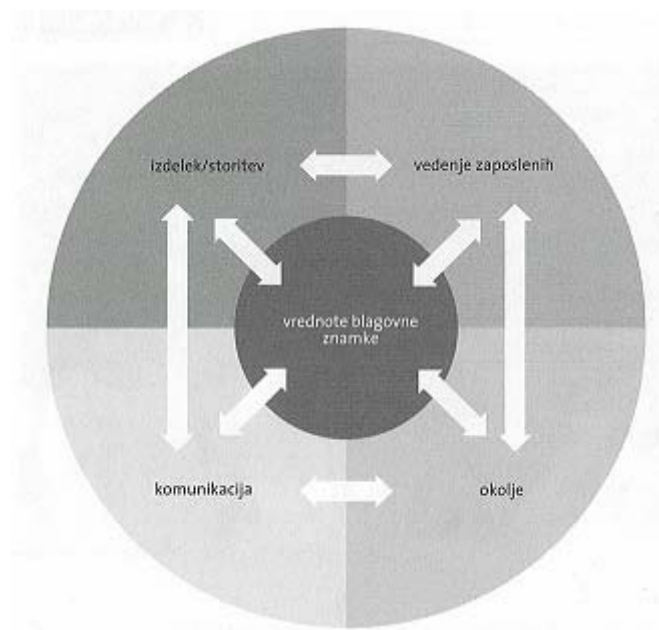 izdelek/storitev
vedenje zaposlenih
vrednote blagovne
znamke
komunikacija
okolje